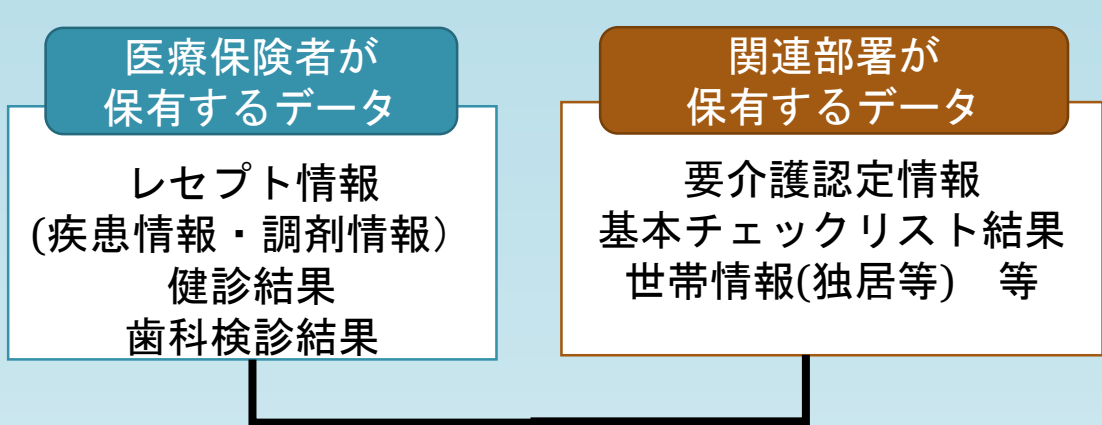 医療保険者が
保有するデータ
レセプト情報
(疾患情報・調剤情報）
健診結果
歯科検診結果
関連部署が
保有するデータ
要介護認定情報
基本チェックリスト結果
世帯情報(独居等)　等